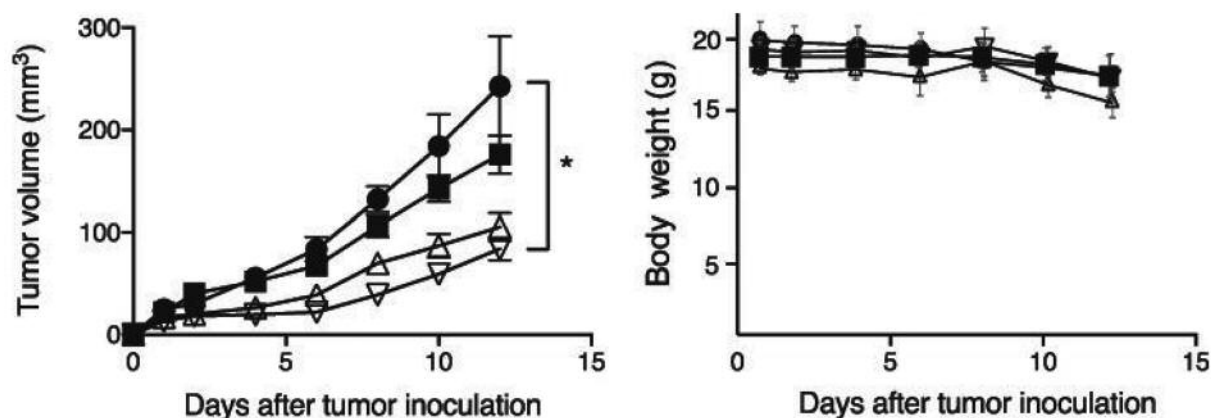 Tumor volume (mm³)
300
200
100
0
0 5 10 15
Days after tumor inoculation
*
Body weight (g)
20
15
10
5
0 5 10 15
Days after tumor inoculation